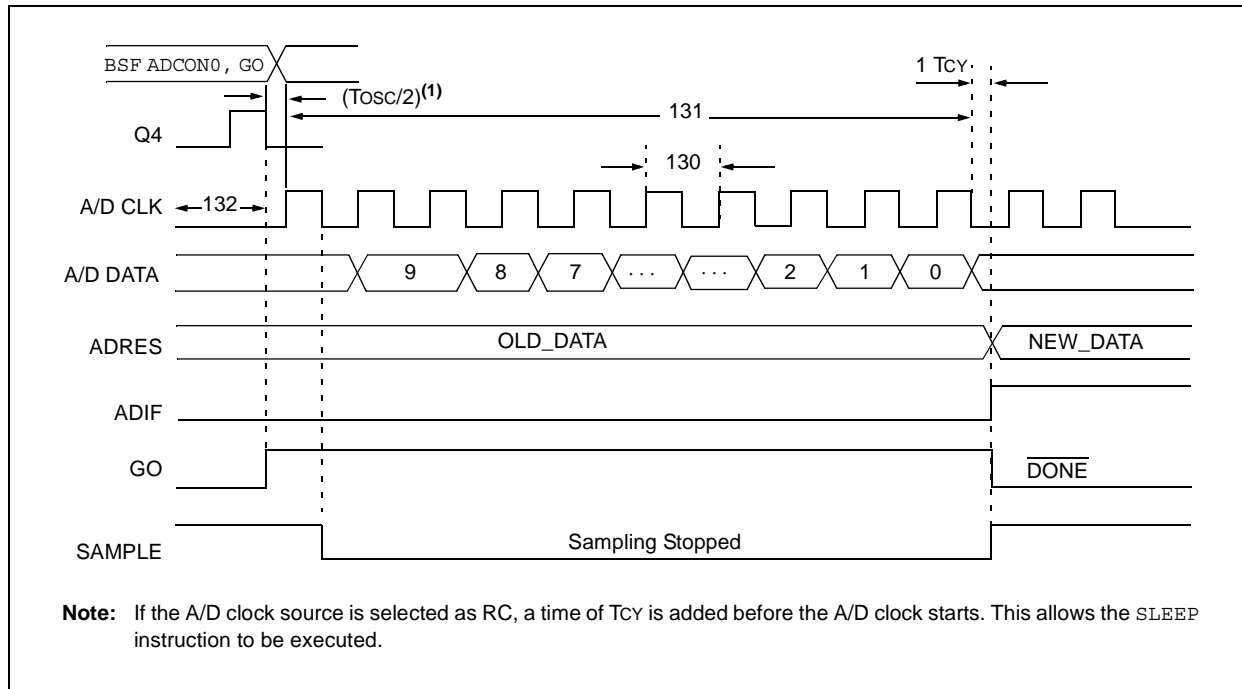 BSF ADCON0, GO
(TOSC/2)(1)
1 TCY
Q4
131
130
A/D CLK
132
A/D DATA
9 8 7 ... ... 2 1 0
ADRES
OLD_DATA
NEW_DATA
ADIF
GO
DONE
SAMPLE
Sampling Stopped
Note: If the A/D clock source is selected as RC, a time of TCY is added before the A/D clock starts. This allows the SLEEP
instruction to be executed.